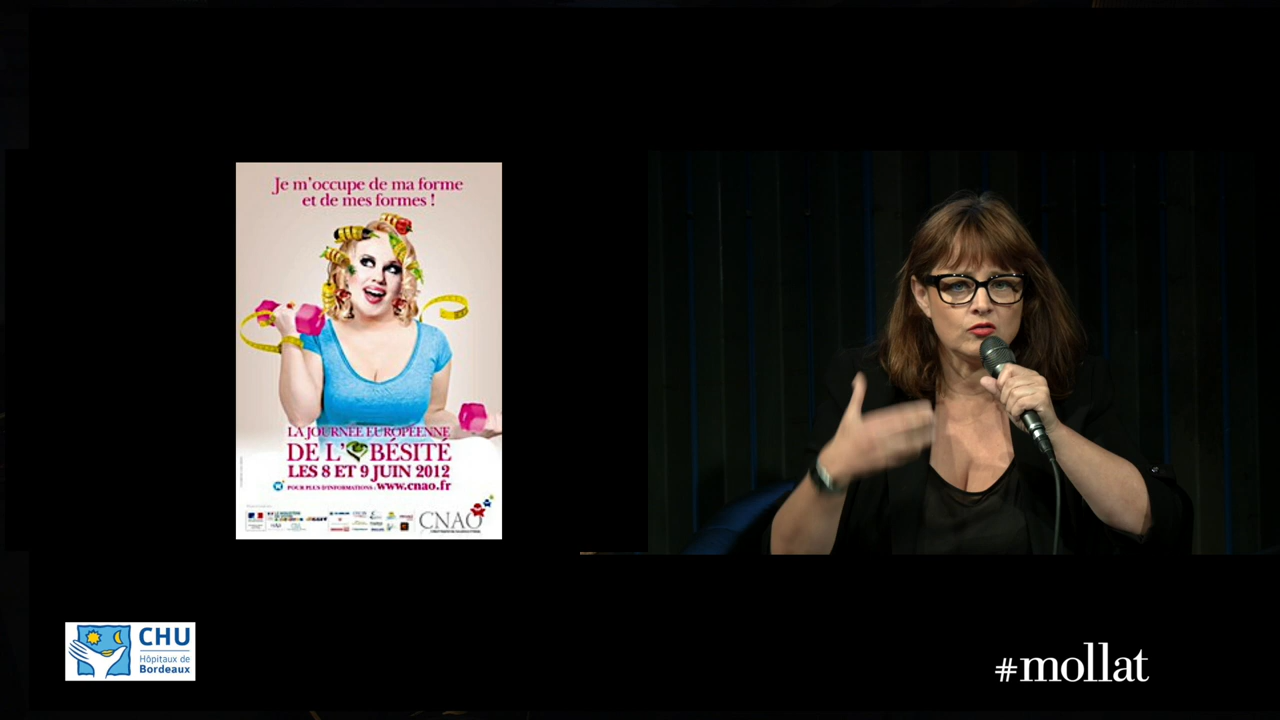 Je m'occupe de ma forme
et de mes formes !
LA JOURNÉE EUROPÉENNE
DE L'OBÉSITÉ
LES 8 ET 9 JUIN 2012
POUR PLUS D'INFORMATIONS : www.cnao.fr
CNAO
CHU
Hôpitaux de
Bordeaux
#mollat